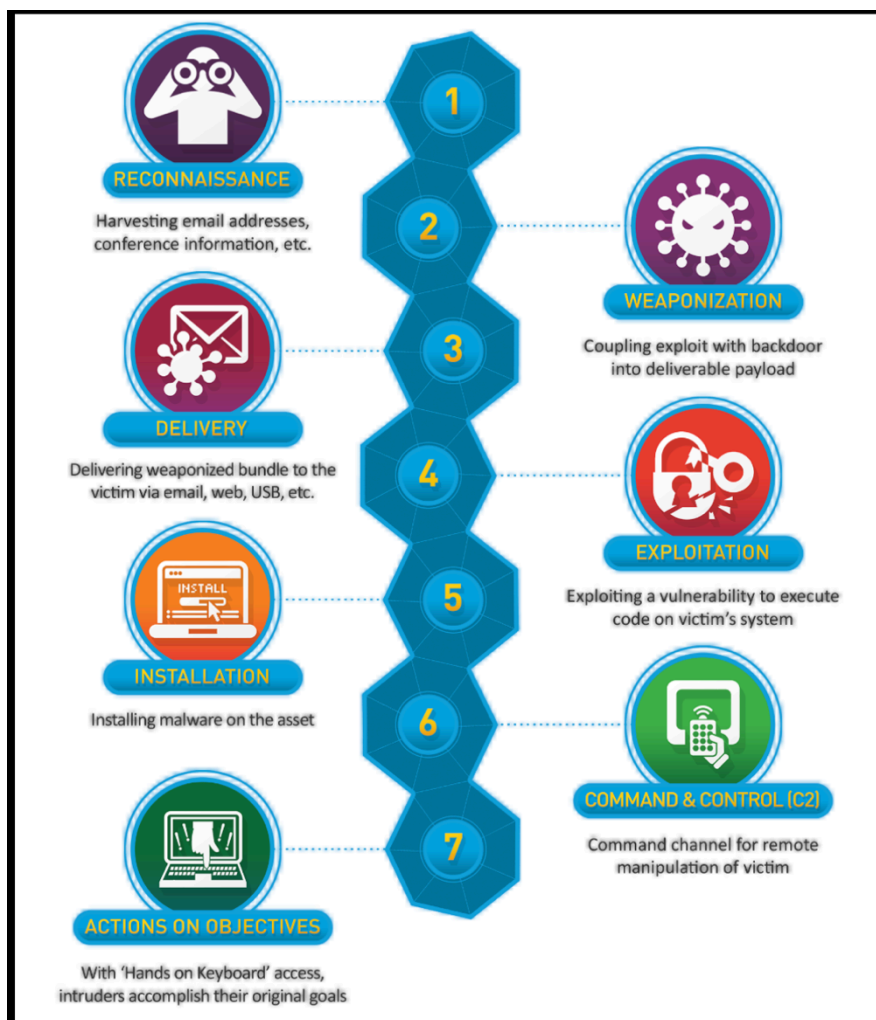 1
RECONNAISSANCE
Harvesting email addresses,
conference information, etc.
2
WEAPONIZATION
Coupling exploit with backdoor
into deliverable payload
3
DELIVERY
Delivering weaponized bundle to the
victim via email, web, USB, etc.
4
EXPLOITATION
Exploiting a vulnerability to execute
code on victim's system
5
INSTALL
INSTALLATION
Installing malware on the asset
6
COMMAND & CONTROL (C2)
Command channel for remote
manipulation of victim
7
! ! ! !
ACTIONS ON OBJECTIVES
With 'Hands on Keyboard' access,
intruders accomplish their original goals